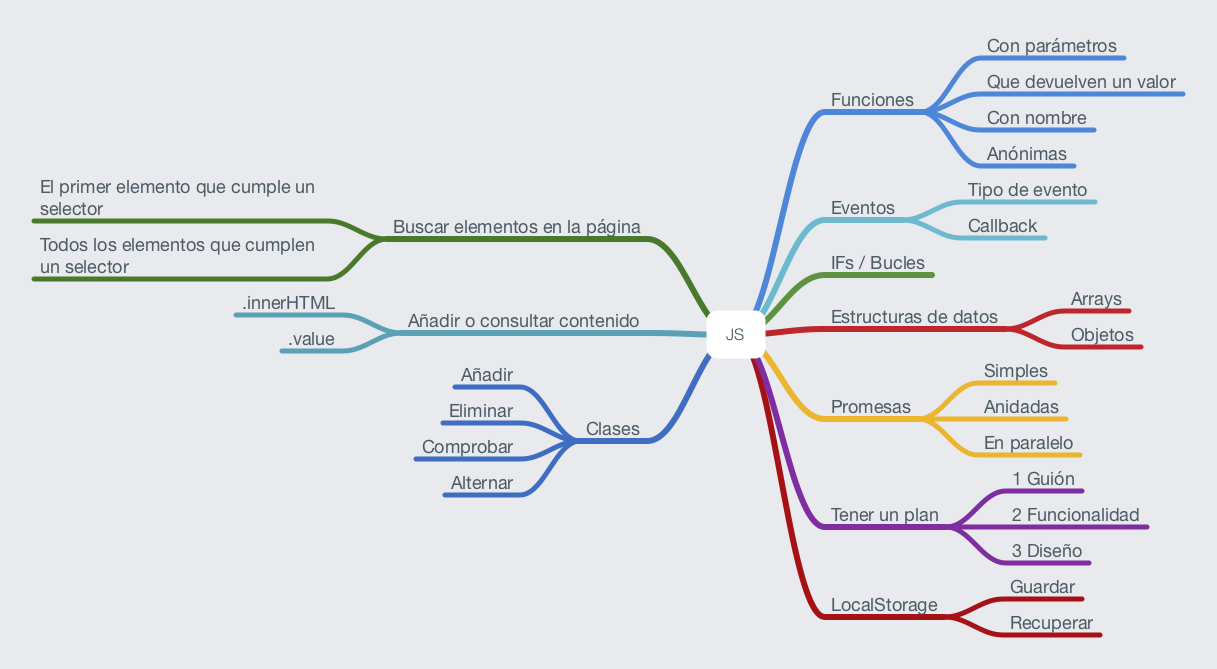 JS
Funciones
Con parámetros
Que devuelven un valor
Con nombre
Anónimas
Eventos
Tipo de evento
Callback
IFs / Bucles
Estructuras de datos
Arrays
Objetos
Promesas
Simples
Anidadas
En paralelo
Tener un plan
1 Guión
2 Funcionalidad
3 Diseño
LocalStorage
Guardar
Recuperar
Buscar elementos en la página
El primer elemento que cumple un
selector
Todos los elementos que cumplen
un selector
Añadir o consultar contenido
.innerHTML
.value
Clases
Añadir
Eliminar
Comprobar
Alternar